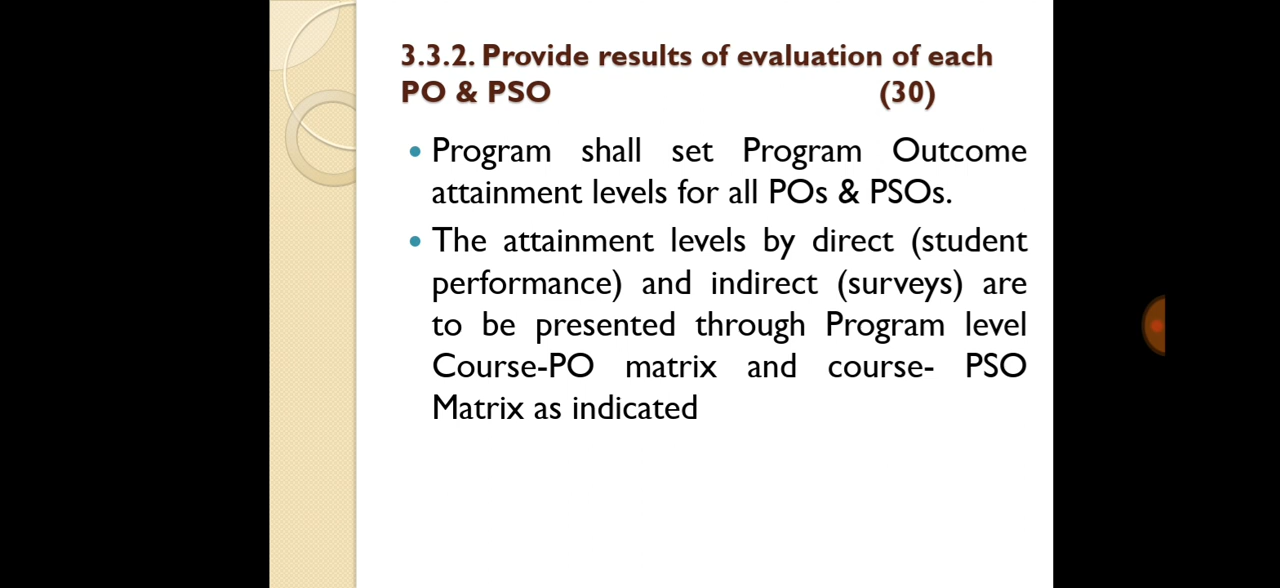 3.3.2. Provide results of evaluation of each
PO & PSO (30)
Program shall set Program Outcome
attainment levels for all POs & PSOs.
The attainment levels by direct (student
performance) and indirect (surveys) are
to be presented through Program level
Course-PO matrix and course- PSO
Matrix as indicated